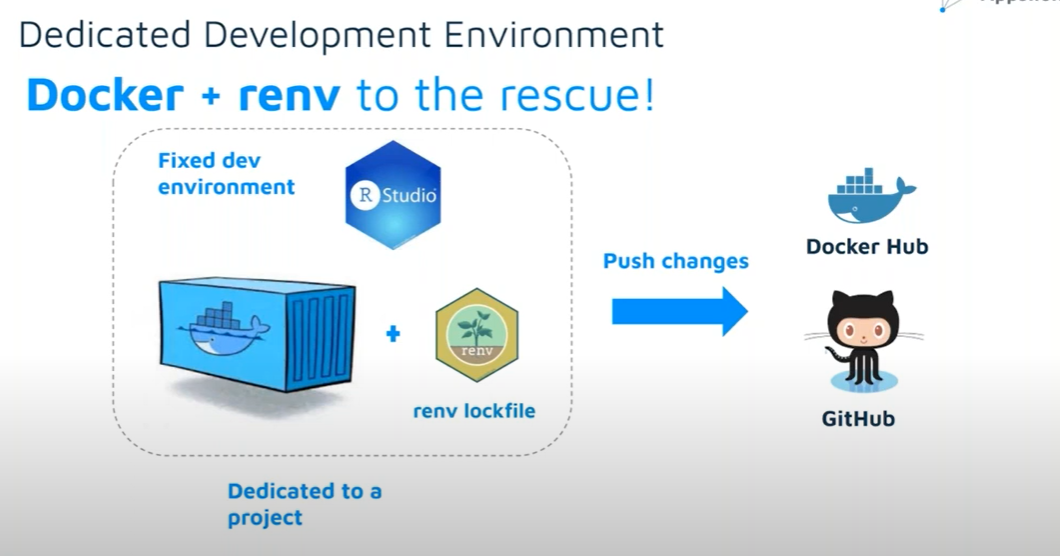 Dedicated Development Environment
Docker + renv to the rescue!
Fixed dev
environment
R Studio
Push changes
Docker Hub
+
renv
renv lockfile
GitHub
Dedicated to a
project